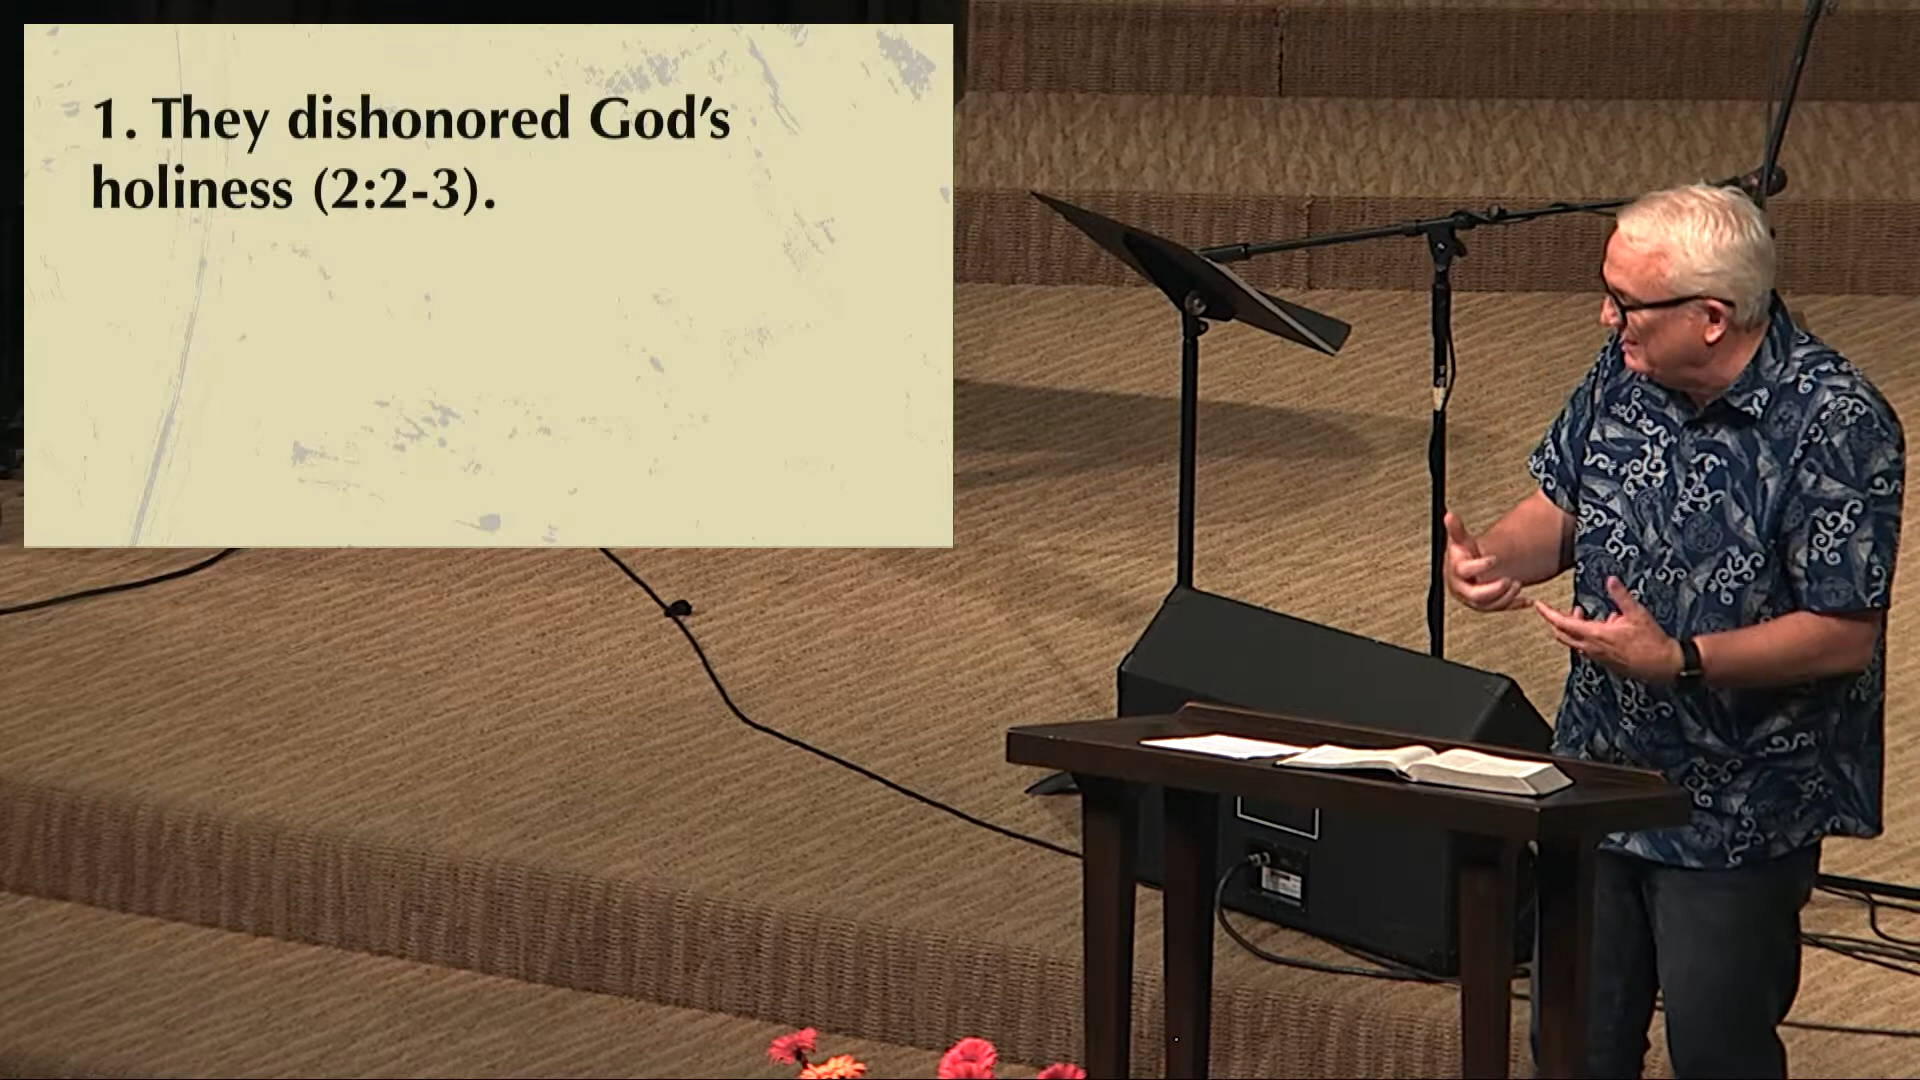 1. They dishonored God’s
holiness (2:2-3).